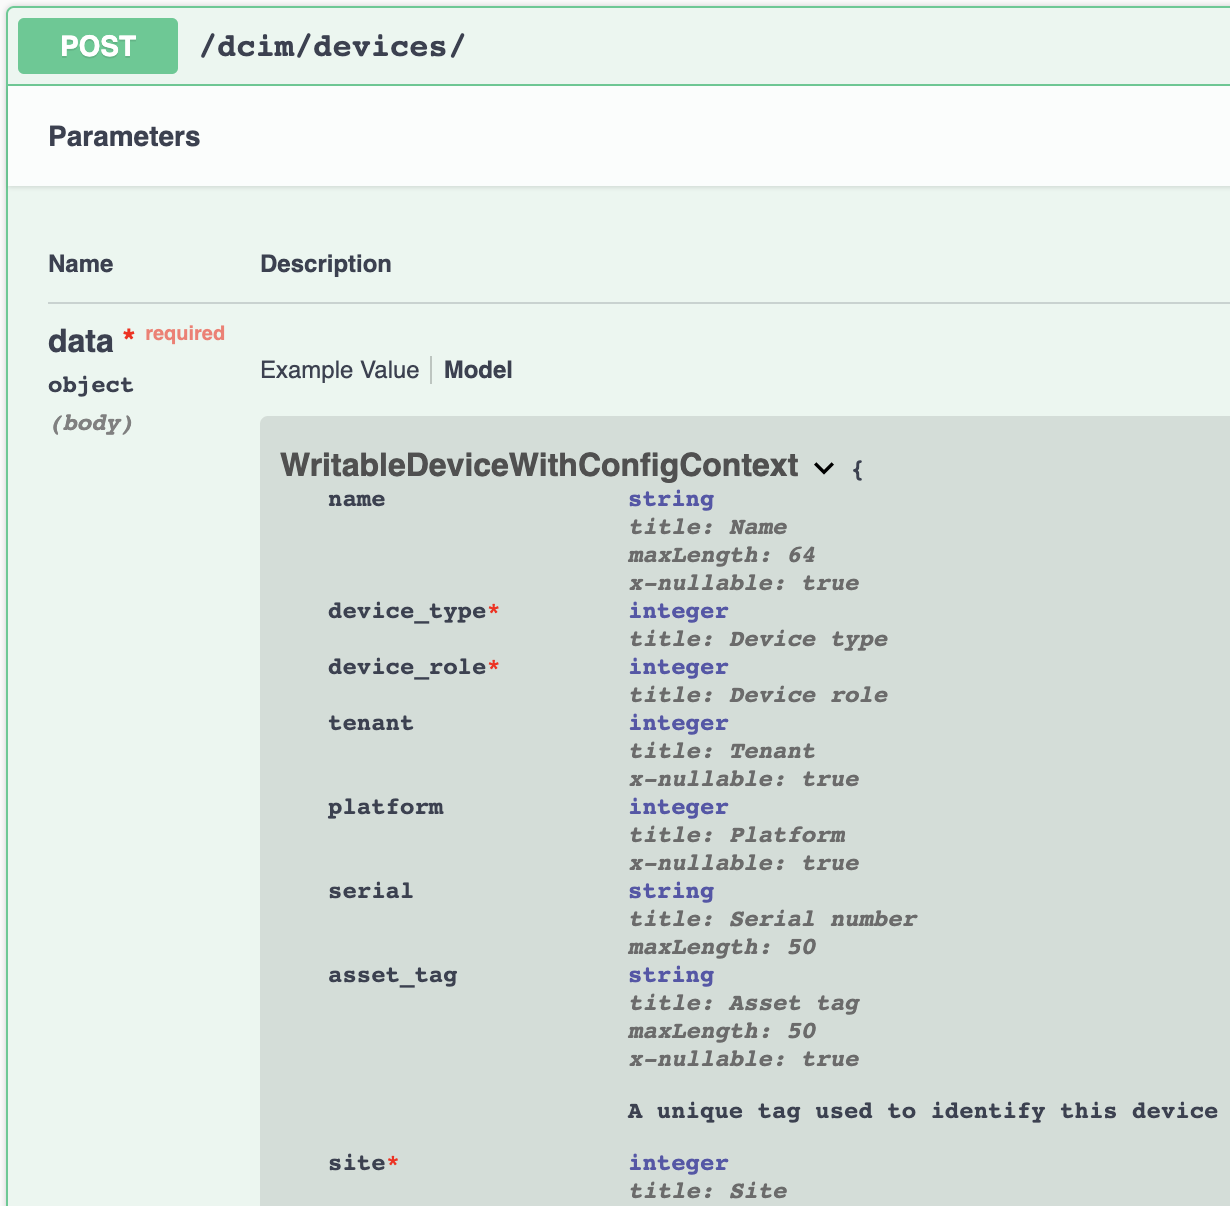 POST /dcim/devices/
Parameters
Name Description
data * required
object
(body)
Example Value | Model
WritableDeviceWithConfigContext {
name string
title: Name
maxLength: 64
x-nullable: true
device_type* integer
title: Device type
device_role* integer
title: Device role
tenant integer
title: Tenant
x-nullable: true
platform integer
title: Platform
x-nullable: true
serial string
title: Serial number
maxLength: 50
asset_tag string
title: Asset tag
maxLength: 50
x-nullable: true
A unique tag used to identify this device
site* integer
title: Site